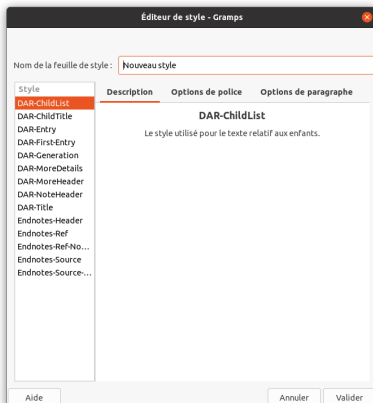 Éditeur de style - Gramps
Nom de la feuille de style : Nouveau style
Style
DAR-ChildList
DAR-ChildTitle
DAR-Entry
DAR-First-Entry
DAR-Generation
DAR-MoreDetails
DAR-MoreHeader
DAR-NoteHeader
DAR-Title
Endnotes-Header
Endnotes-Ref
Endnotes-Ref-No...
Endnotes-Source
Endnotes-Source-...
Description Options de police Options de paragraphe
DAR-ChildList
Le style utilisé pour le texte relatif aux enfants.
Aide Annuler Valider